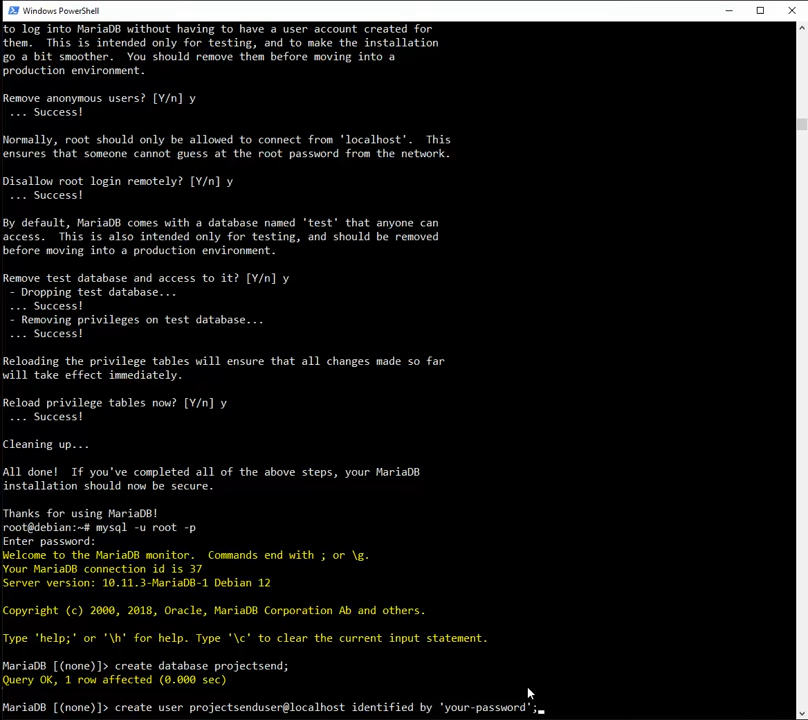 Windows PowerShell
to log into MariaDB without having to have a user account created for
them.  This is intended only for testing, and to make the installation
go a bit smoother.  You should remove them before moving into a
production environment.
Remove anonymous users? [Y/n] y
 ... Success!
Normally, root should only be allowed to connect from 'localhost'.  This
ensures that someone cannot guess at the root password from the network.
Disallow root login remotely? [Y/n] y
 ... Success!
By default, MariaDB comes with a database named 'test' that anyone can
access.  This is also intended only for testing, and should be removed
before moving into a production environment.
Remove test database and access to it? [Y/n] y
 - Dropping test database...
 ... Success!
 - Removing privileges on test database...
 ... Success!
Reloading the privilege tables will ensure that all changes made so far
will take effect immediately.
Reload privilege tables now? [Y/n] y
 ... Success!
Cleaning up...
All done!  If you've completed all of the above steps, your MariaDB
installation should now be secure.
Thanks for using MariaDB!
root@debian:~# mysql -u root -p
Enter password:
Welcome to the MariaDB monitor.  Commands end with ; or \g.
Your MariaDB connection id is 37
Server version: 10.11.3-MariaDB-1 Debian 12
Copyright (c) 2000, 2018, Oracle, MariaDB Corporation Ab and others.
Type 'help;' or '\h' for help. Type '\c' to clear the current input statement.
MariaDB [(none)]> create database projectsend;
Query OK, 1 row affected (0.000 sec)
MariaDB [(none)]> create user projectsenduser@localhost identified by 'your-password';